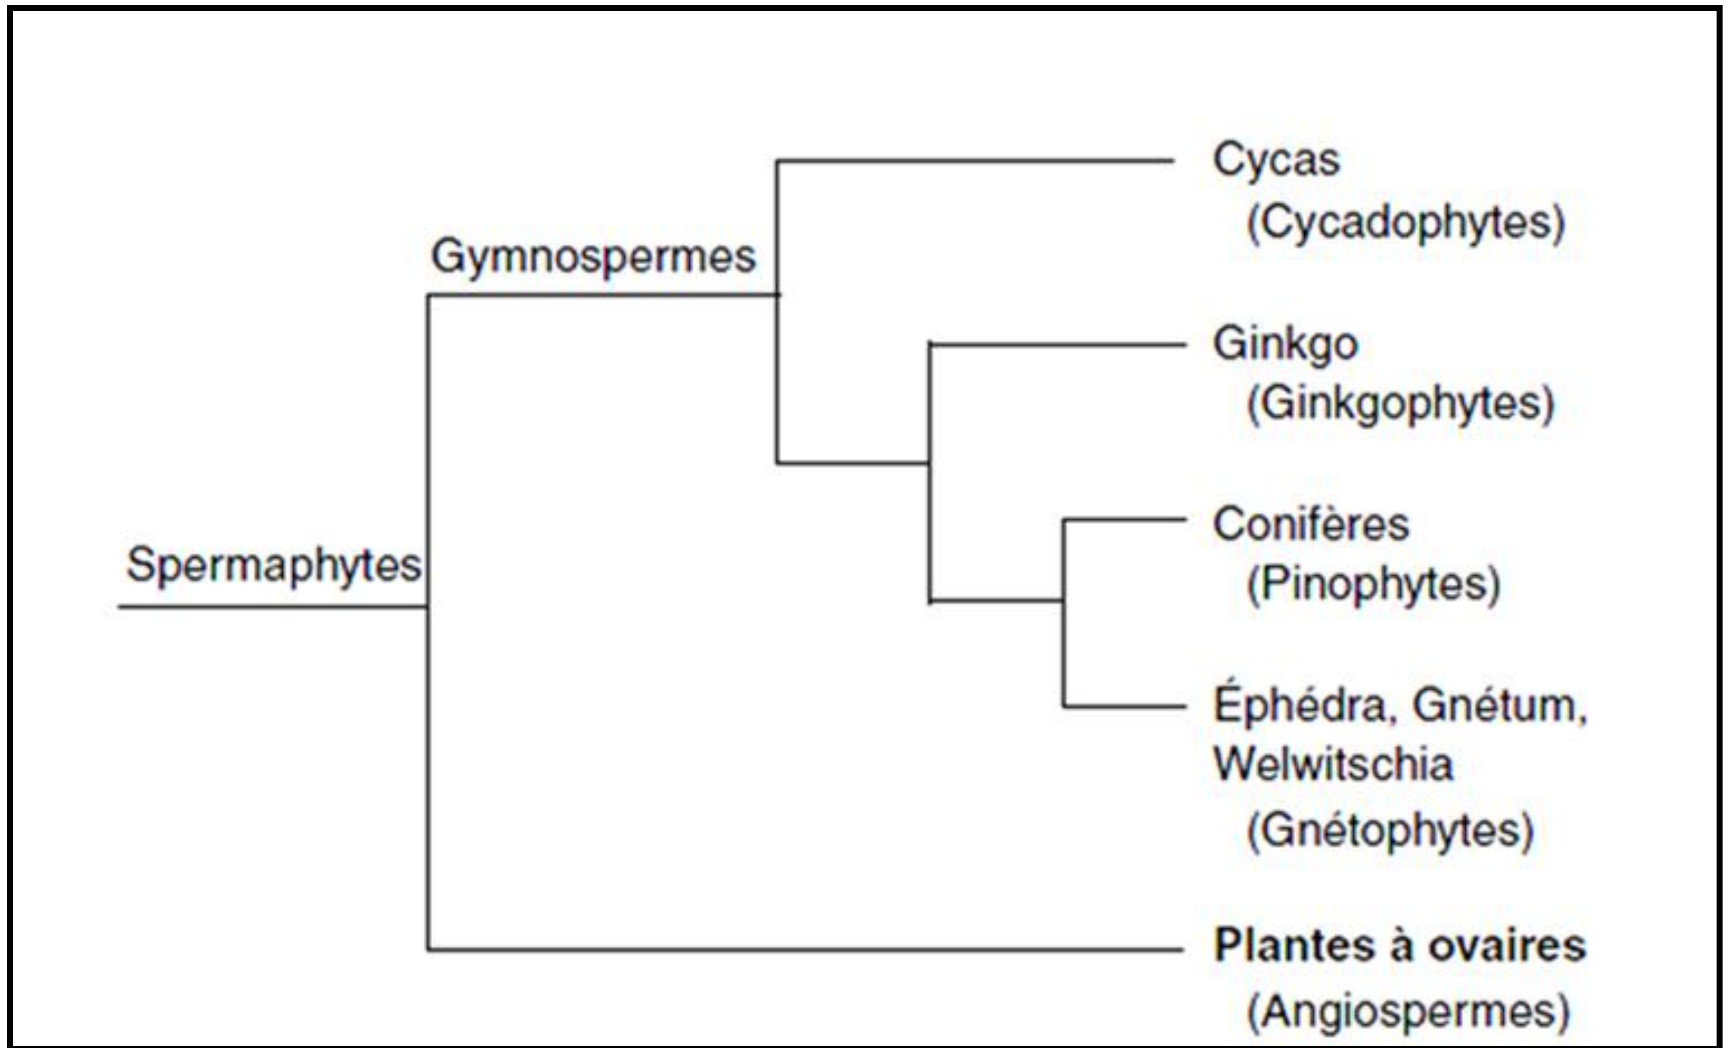 Cycas
(Cycadophytes)
Gymnospermes
Ginkgo
(Ginkgophytes)
Conifères
(Pinophytes)
Spermaphytes
Éphédra, Gnétum,
Welwitschia
(Gnétophytes)
Plantes à ovaires
(Angiospermes)